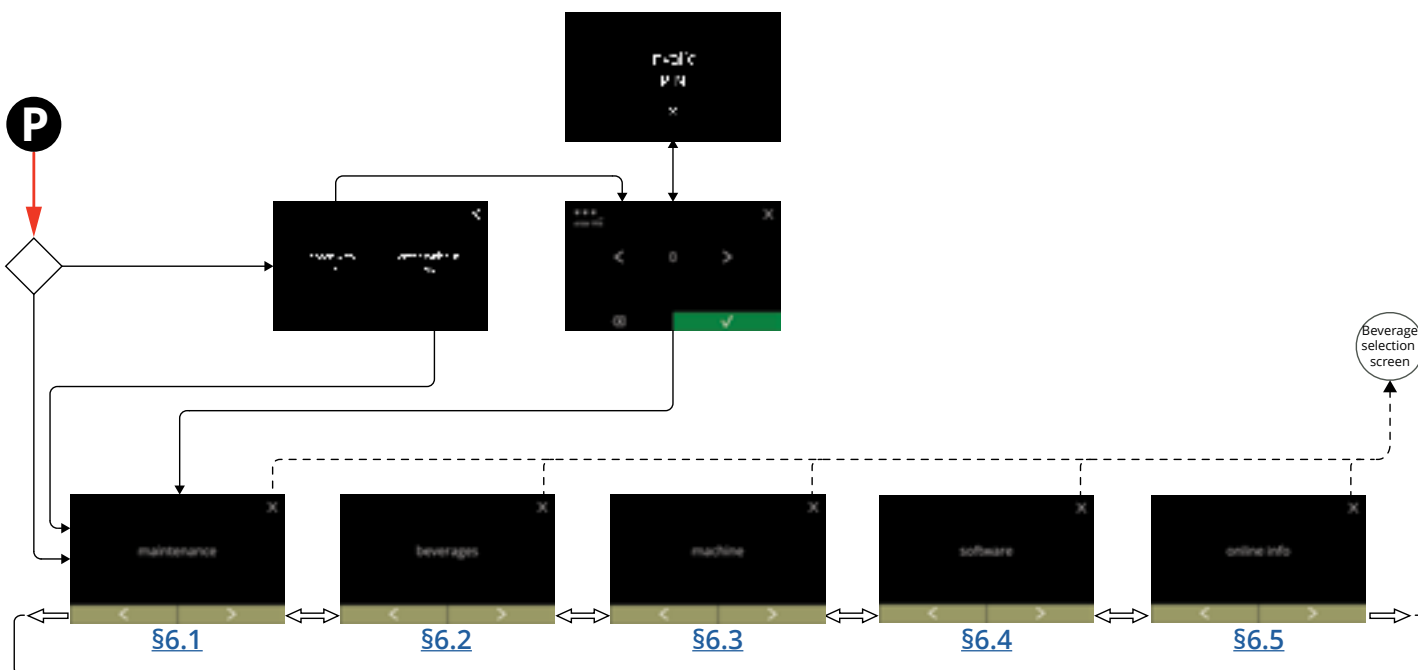 P
Beverage
selection
screen
maintenance
beverages
machine
software
online info
§6.1
§6.2
§6.3
§6.4
§6.5